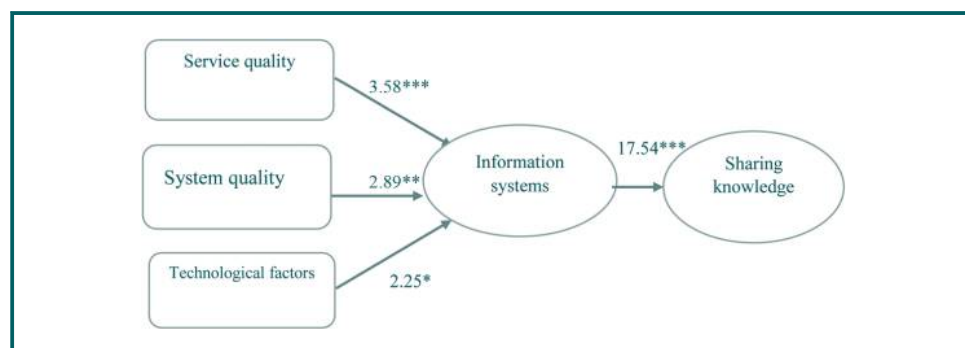 Service quality
3.58***
System quality
2.89**
Technological factors
2.25*
Information
systems
17.54***
Sharing
knowledge